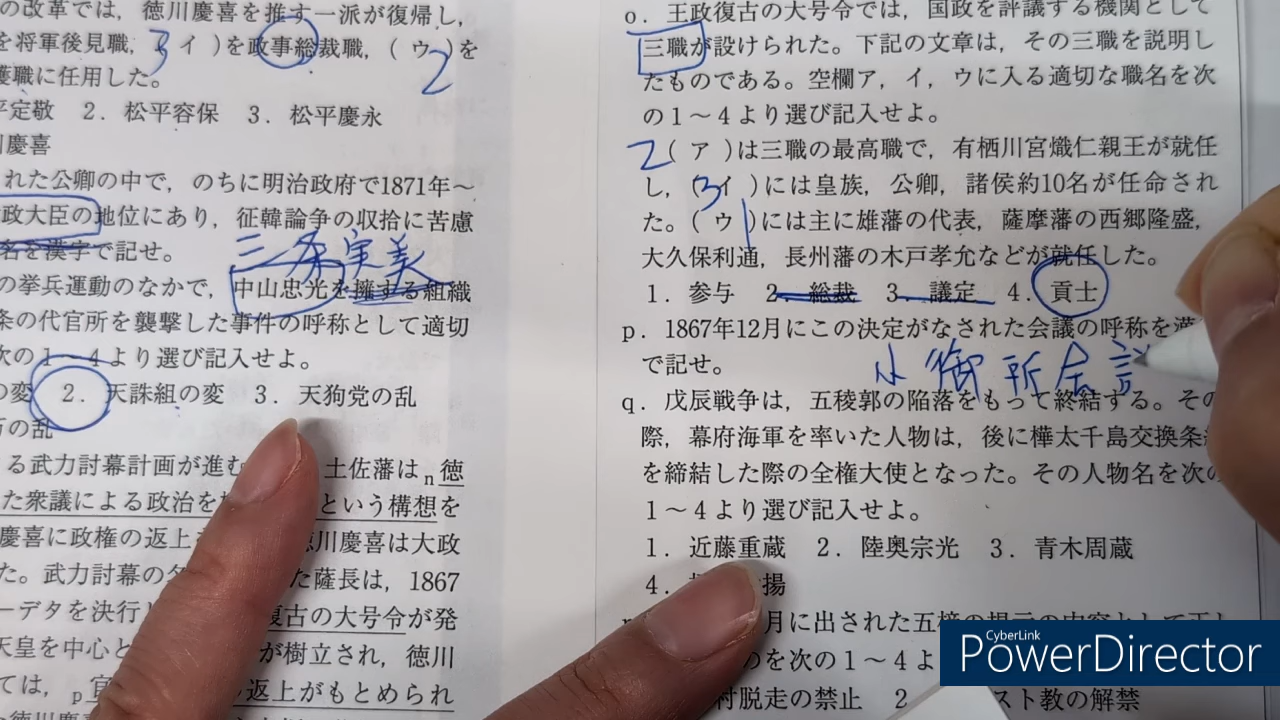 の改革では，徳川慶喜を推す一派が復帰し，
を将軍後見職，3 イ )を政事総裁職，( ウ 2 )を
護職に任用した。
平定敬 2．松平容保 3．松平慶永
川慶喜
れた公卿の中で，のちに明治政府で1871年～
政大臣の地位にあり，征韓論争の収拾に苦慮
名を漢字で記せ。
三条実美
の挙兵運動のなかで，中山忠光を擁する組織
条の代官所を襲撃した事件の呼称として適切
次の1～4より選び記入せよ。
の変 2．天誅組の変 3．天狗党の乱
の乱
る武力討幕計画が進む 土佐藩はn徳
た衆議による政治を という構想を
慶喜に政権の返上 徳川慶喜は大政
た。武力討幕の た薩長は，1867
ーデタを決行し 復古の大号令が発
天皇を中心と が樹立され，徳川
ては，p官 返上がもとめられ
o．王政復古の大号令では，国政を評議する機関として
三職が設けられた。下記の文章は，その三職を説明し
たものである。空欄ア，イ，ウに入る適切な職名を次
の1～4より選び記入せよ。
2 ( ア )は三職の最高職で，有栖川宮熾仁親王が就任
し，(3イ )には皇族，公卿，諸侯約10名が任命され
た。( ウ 1 )には主に雄藩の代表，薩摩藩の西郷隆盛，
大久保利通，長州藩の木戸孝允などが就任した。
1．参与 2．総裁 3．議定 4．貢士
p．1867年12月にこの決定がなされた会議の呼称を漢
で記せ。
小御所会議
q．戊辰戦争は，五稜郭の陥落をもって終結する。その
際，幕府海軍を率いた人物は，後に樺太千島交換条
を締結した際の全権大使となった。その人物名を次の
1～4より選び記入せよ。
1．近藤重蔵 2．陸奥宗光 3．青木周蔵
4． 揚
月に出された五榜の掲示の内容として正し
のを次の1～4よ
村脱走の禁止 2 スト教の解禁
CyberLink
PowerDirector